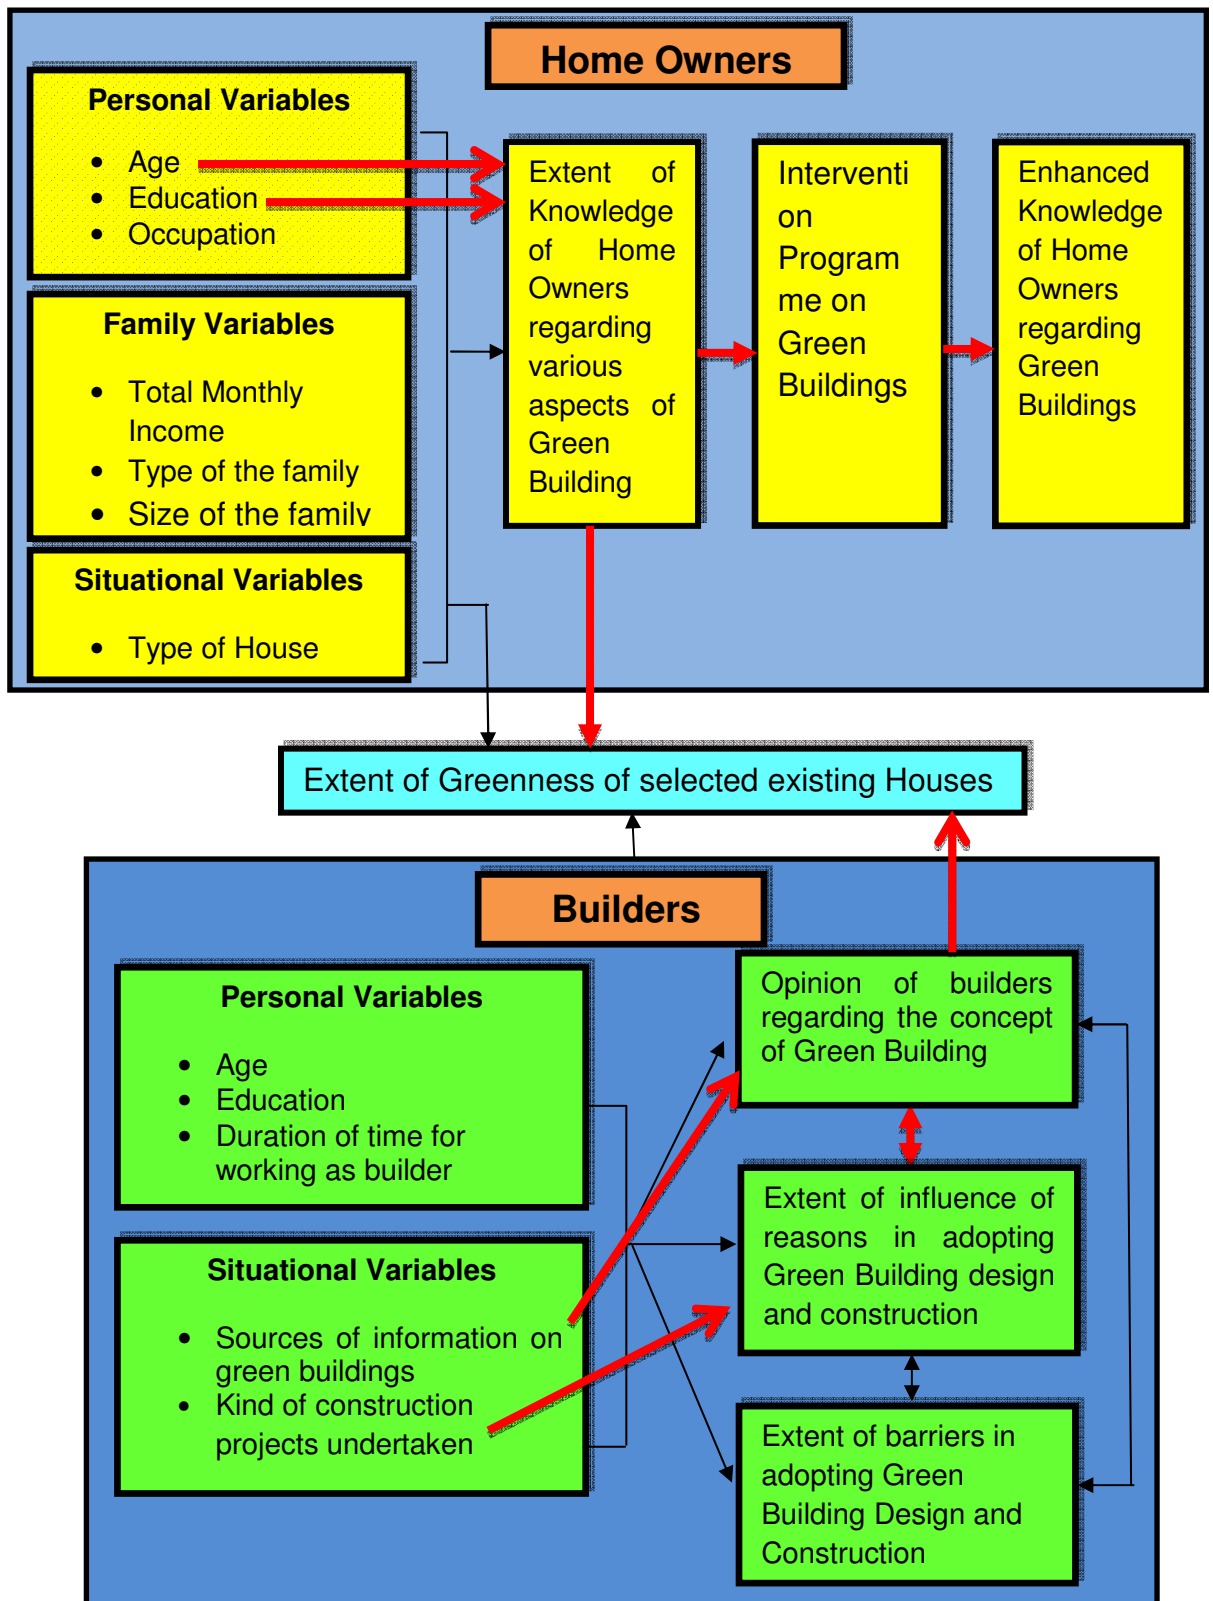 Home Owners
Personal Variables
• Age
• Education
• Occupation
Family Variables
• Total Monthly
Income
• Type of the family
• Size of the family
Situational Variables
• Type of House
Extent of
Knowledge
of Home
Owners
regarding
various
aspects of
Green
Building
Interventi
on
Program
me on
Green
Buildings
Enhanced
Knowledge
of Home
Owners
regarding
Green
Buildings
Extent of Greenness of selected existing Houses
Builders
Personal Variables
• Age
• Education
• Duration of time for
working as builder
Situational Variables
• Sources of information on
green buildings
• Kind of construction
projects undertaken
Opinion of builders
regarding the concept
of Green Building
Extent of influence of
reasons in adopting
Green Building design
and construction
Extent of barriers in
adopting Green
Building Design and
Construction